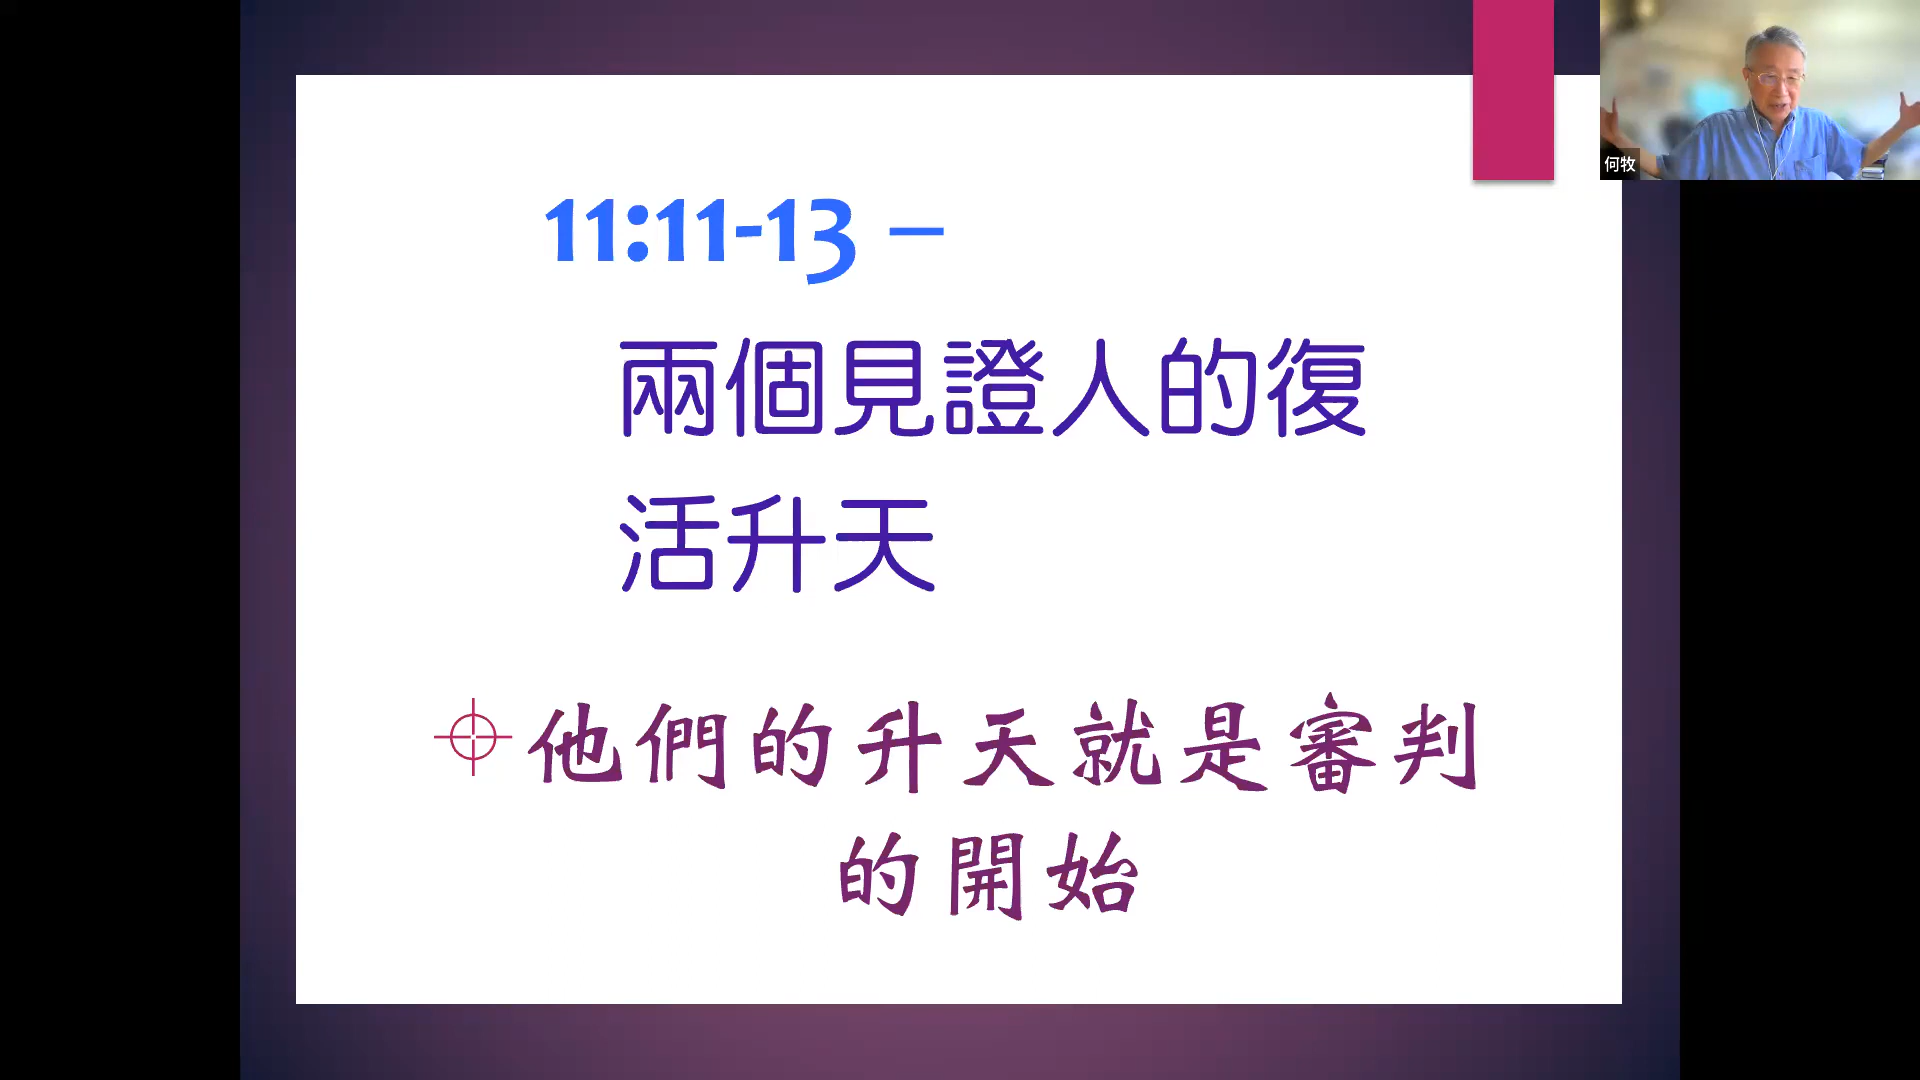 11:11-13 –
兩個見證人的復
活升天
他們的升天就是審判
的開始
何牧